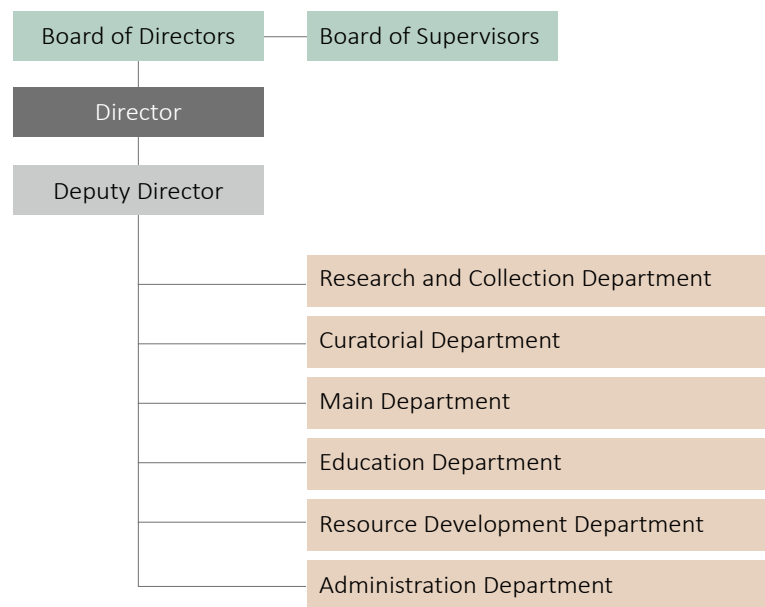 Board of Directors
Board of Supervisors
Director
Deputy Director
Research and Collection Department
Curatorial Department
Main Department
Education Department
Resource Development Department
Administration Department